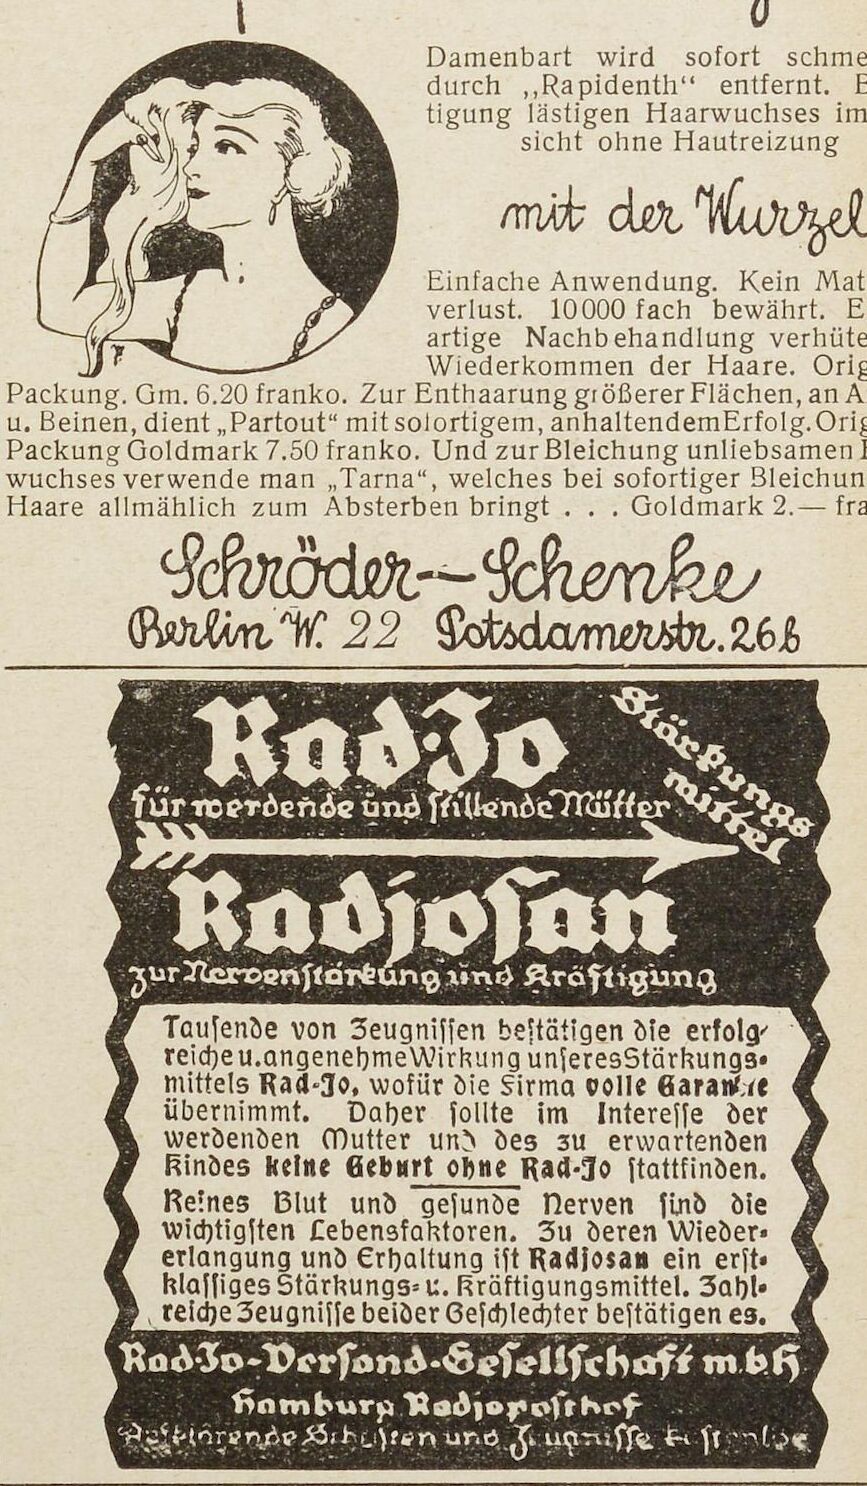 Damenbart wird sofort schme
durch ,,Rapidenth“ entfernt. E
tigung lästigen Haarwuchses im
sicht ohne Hautreizung
mit der Wurzel
Einfache Anwendung. Kein Mat
verlust. 10000 fach bewährt. E
artige Nachbehandlung verhüte
Wiederkommen der Haare. Orig
Packung. Gm. 6.20 franko. Zur Enthaarung größerer Flächen, an A
u. Beinen, dient „Partout“ mit sofortigem, anhaltendem Erfolg. Orig
Packung Goldmark 7.50 franko. Und zur Bleichung unliebsamen
wuchses verwende man „Tarna“, welches bei sofortiger Bleichun
Haare allmählich zum Absterben bringt . . . Goldmark 2.— fra
Schröder–Schenke
Berlin W. 22 Potsdamerstr. 26b
Rad-Jo
Stärkungs
mittel
für werdende und stillende Mütter
Radjosan
zur Nervenstärkung und Kräftigung
Tausende von Zeugnissen bestätigen die erfolg-
reiche u. angenehme Wirkung unseres Stärkungs-
mittels Rad-Jo, wofür die Firma volle Garantie
übernimmt. Daher sollte im Interesse der
werdenden Mutter und des zu erwartenden
Kindes keine Geburt ohne Rad-Jo stattfinden.
Reines Blut und gesunde Nerven sind die
wichtigsten Lebensfaktoren. Zu deren Wieder-
erlangung und Erhaltung ist Radjosan ein erst-
klassiges Stärkungs- u. Kräftigungsmittel. Zahl-
reiche Zeugnisse beider Geschlechter bestätigen es.
Rad-Jo-Versand-Gesellschaft m.b.H
Hamburg Radjoposthof
Aufklärende Schriften und Zeugnisse kostenlos